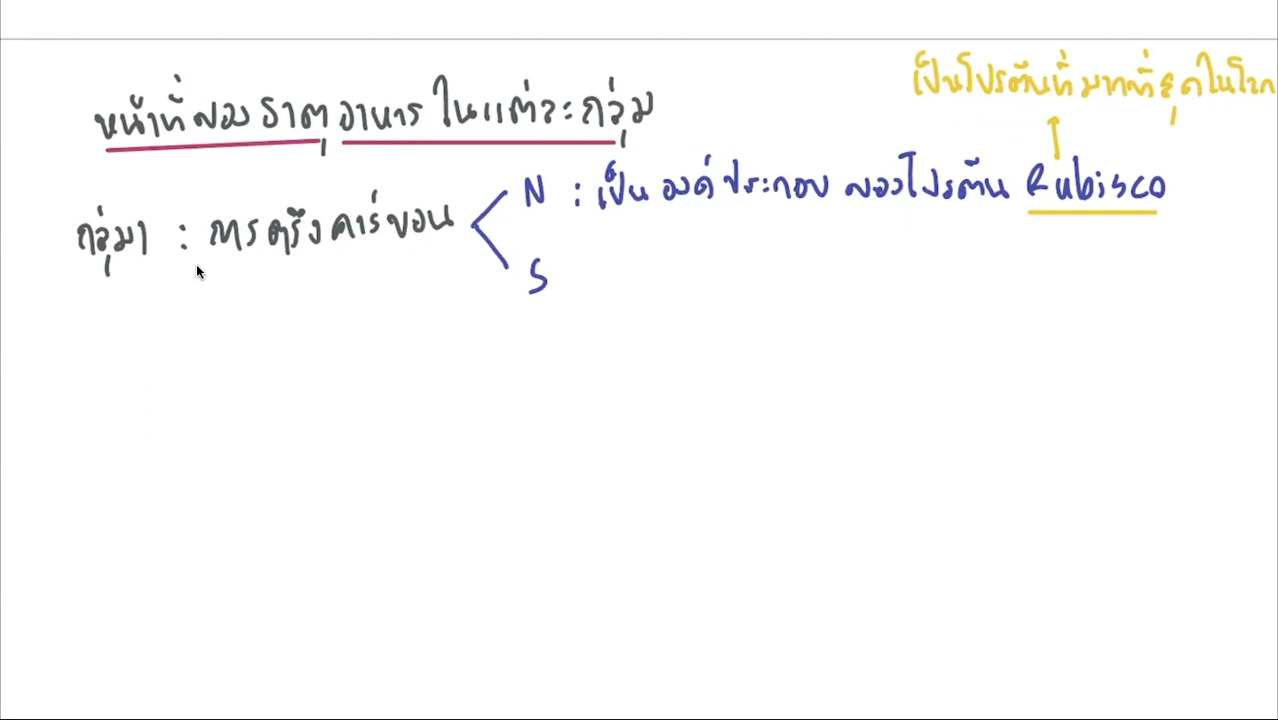 เป็นโปรตีนที่มากที่สุดในโลก
หน้าที่ของธาตุอาหารในแต่ละกลุ่ม
N : เป็นองค์ประกอบของโปรตีน Rubisco
กลุ่ม1 : การตรึงคาร์บอน
S